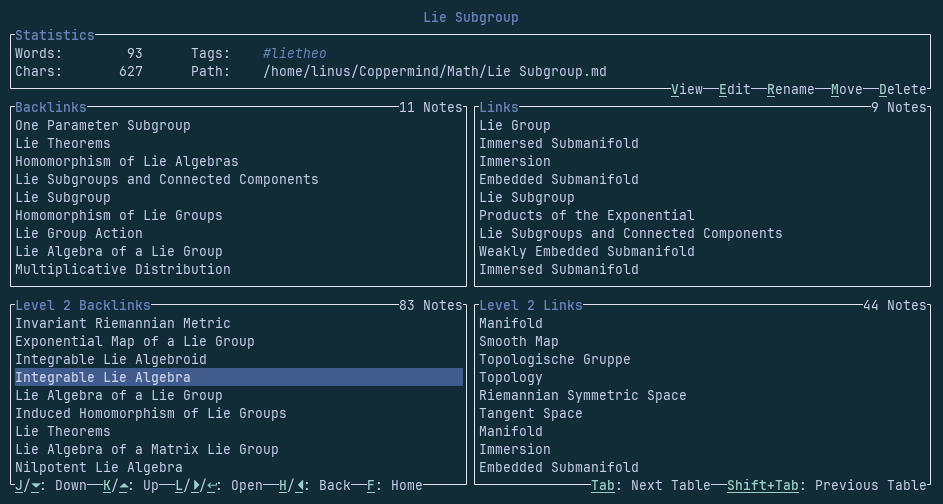 Lie Subgroup
Statistics
Words: 93 Tags: #lietheo
Chars: 627 Path: /home/linus/Coppermind/Math/Lie Subgroup.md
View Edit Rename Move Delete
Backlinks 11 Notes
One Parameter Subgroup
Lie Theorems
Homomorphism of Lie Algebras
Lie Subgroups and Connected Components
Lie Subgroup
Homomorphism of Lie Groups
Lie Group Action
Lie Algebra of a Lie Group
Multiplicative Distribution
Links 9 Notes
Lie Group
Immersed Submanifold
Immersion
Embedded Submanifold
Lie Subgroup
Products of the Exponential
Lie Subgroups and Connected Components
Weakly Embedded Submanifold
Immersed Submanifold
Level 2 Backlinks 83 Notes
Invariant Riemannian Metric
Exponential Map of a Lie Group
Integrable Lie Algebroid
Integrable Lie Algebra
Lie Algebra of a Lie Group
Induced Homomorphism of Lie Groups
Lie Theorems
Lie Algebra of a Matrix Lie Group
Nilpotent Lie Algebra
Level 2 Links 44 Notes
Manifold
Smooth Map
Topologische Gruppe
Topology
Riemannian Symmetric Space
Tangent Space
Manifold
Immersion
Embedded Submanifold
J/▼: Down K/▲: Up L/▶/↩: Open H/◀: Back F: Home
Tab: Next Table Shift+Tab: Previous Table